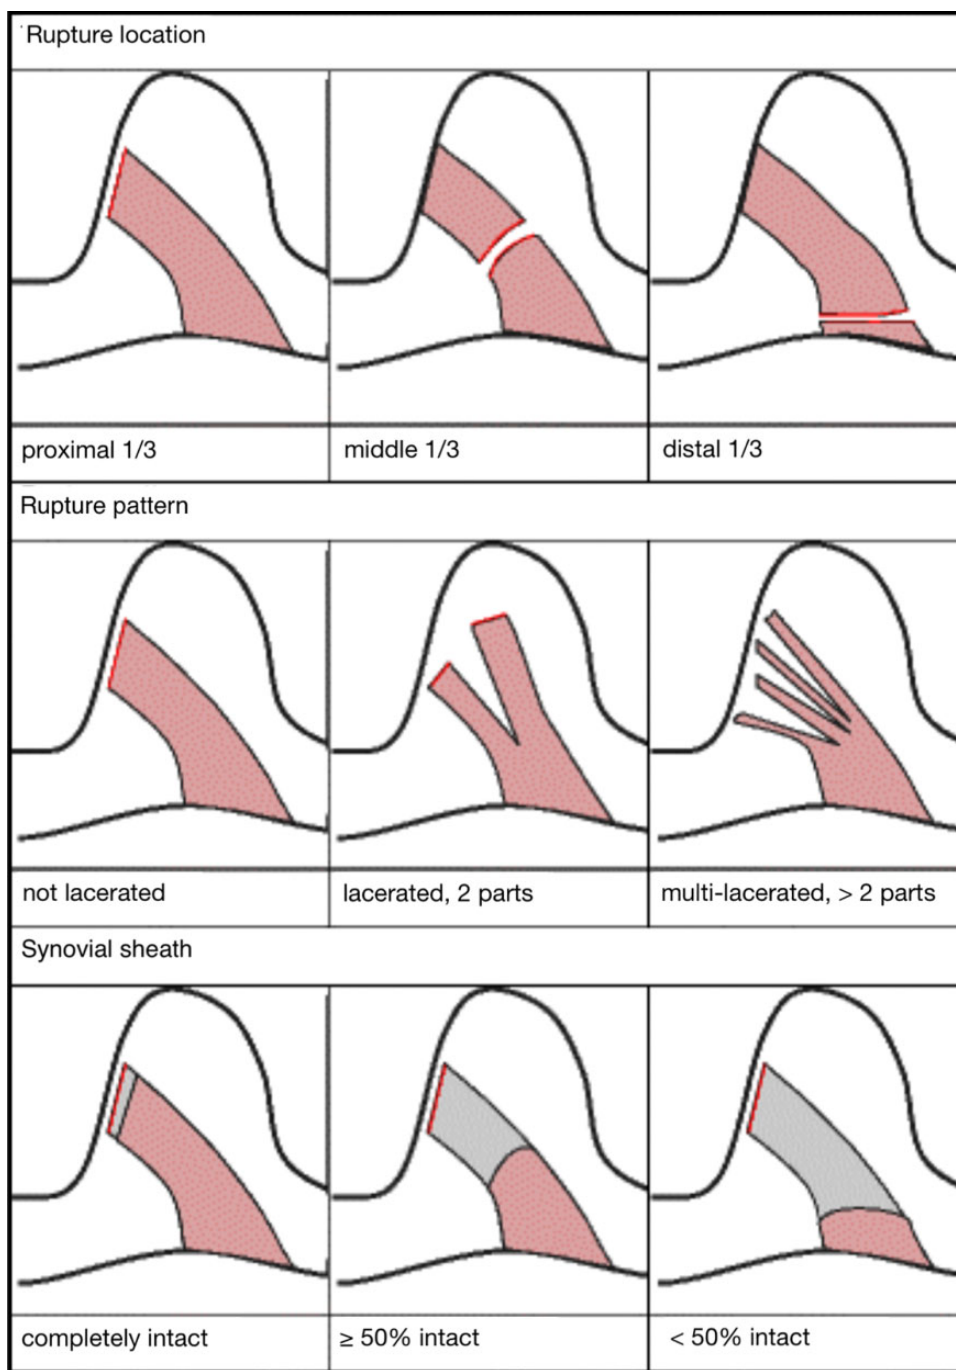 Rupture location
proximal 1/3
middle 1/3
distal 1/3
Rupture pattern
not lacerated
lacerated, 2 parts
multi-lacerated, > 2 parts
Synovial sheath
completely intact
≥ 50% intact
< 50% intact